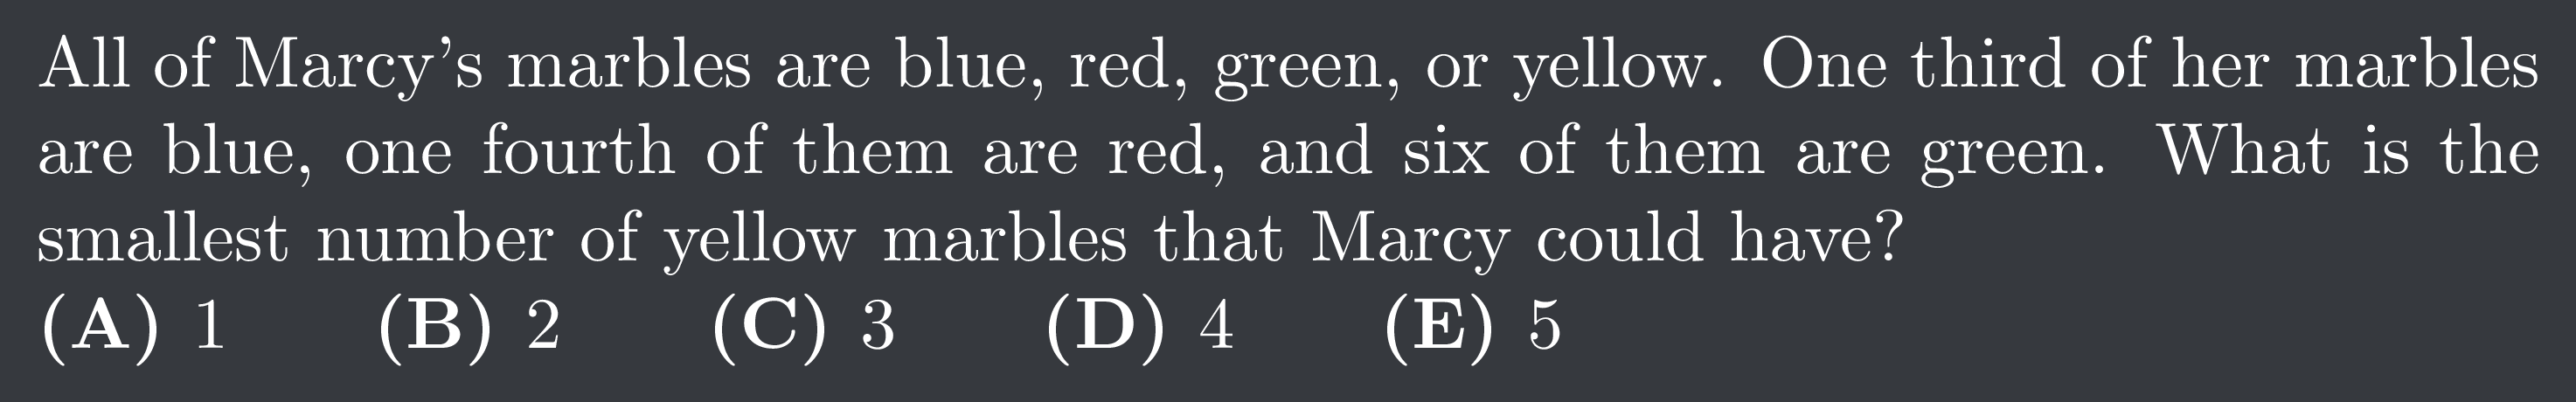 All of Marcy's marbles are blue, red, green, or yellow. One third of her marbles
are blue, one fourth of them are red, and six of them are green. What is the
smallest number of yellow marbles that Marcy could have?
(A) 1 (B) 2 (C) 3 (D) 4 (E) 5